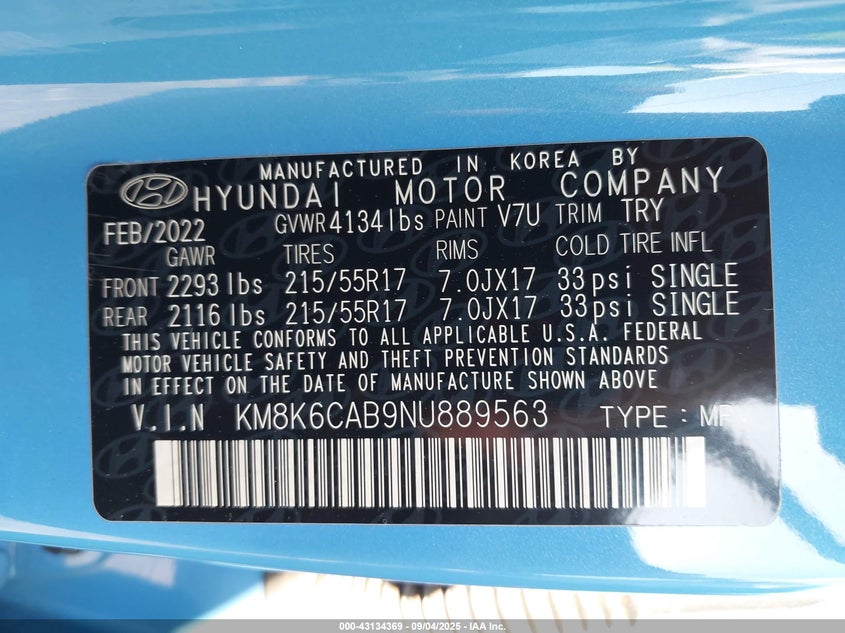 MANUFACTURED IN KOREA BY
HYUNDAI MOTOR COMPANY
FEB/2022 GVWR 4134lbs PAINT V7U TRIM TRY
GAWR TIRES RIMS COLD TIRE INFL
FRONT 2293 lbs 215/55R17 7.0JX17 33psi SINGLE
REAR 2116 lbs 215/55R17 7.0JX17 33psi SINGLE
THIS VEHICLE CONFORMS TO ALL APPLICABLE U.S.A. FEDERAL
MOTOR VEHICLE SAFETY AND THEFT PREVENTION STANDARDS
IN EFFECT ON THE DATE OF MANUFACTURE SHOWN ABOVE
V.I.N KM8K6CAB9NU889563 TYPE:
000-43134369 - 09/04/2025 - IAA Inc.